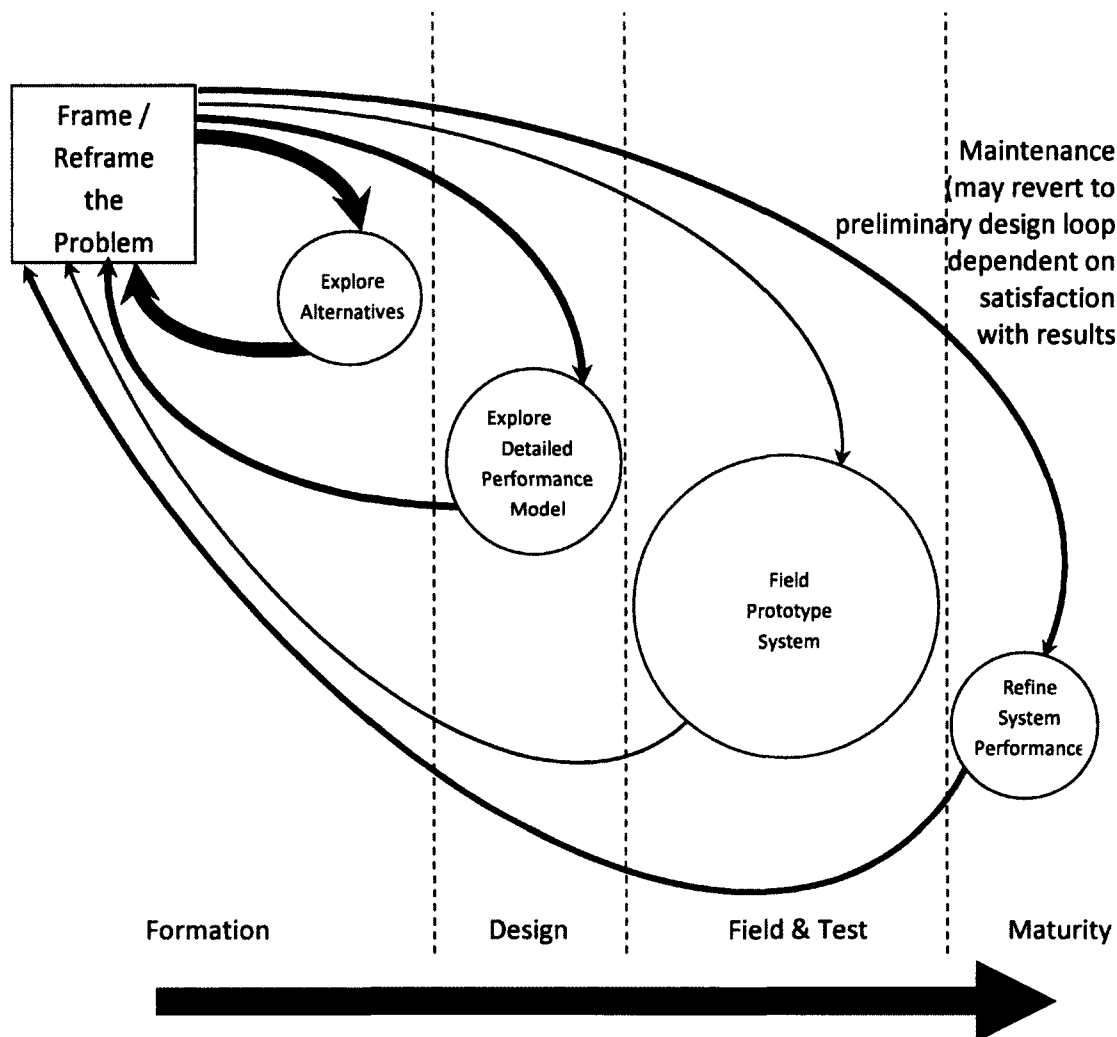 Frame /
Reframe
the
Problem
Explore
Alternatives
Explore
Detailed
Performance
Model
Field
Prototype
System
Refine
System
Performance
Maintenance
(may revert to
preliminary design loop
dependent on
satisfaction
with results
Formation
Design
Field & Test
Maturity